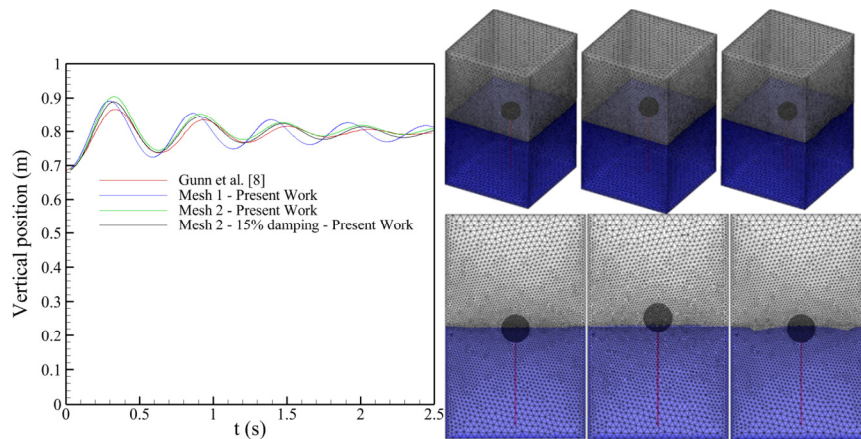 Vertical position (m)
1
0.9
0.8
0.7
0.6
0.5
0.4
0.3
0.2
0.1
0
Gunn et al. [8]
Mesh 1 - Present Work
Mesh 2 - Present Work
Mesh 2 - 15% damping - Present Work
0 0.5 1 1.5 2 2.5
t (s)